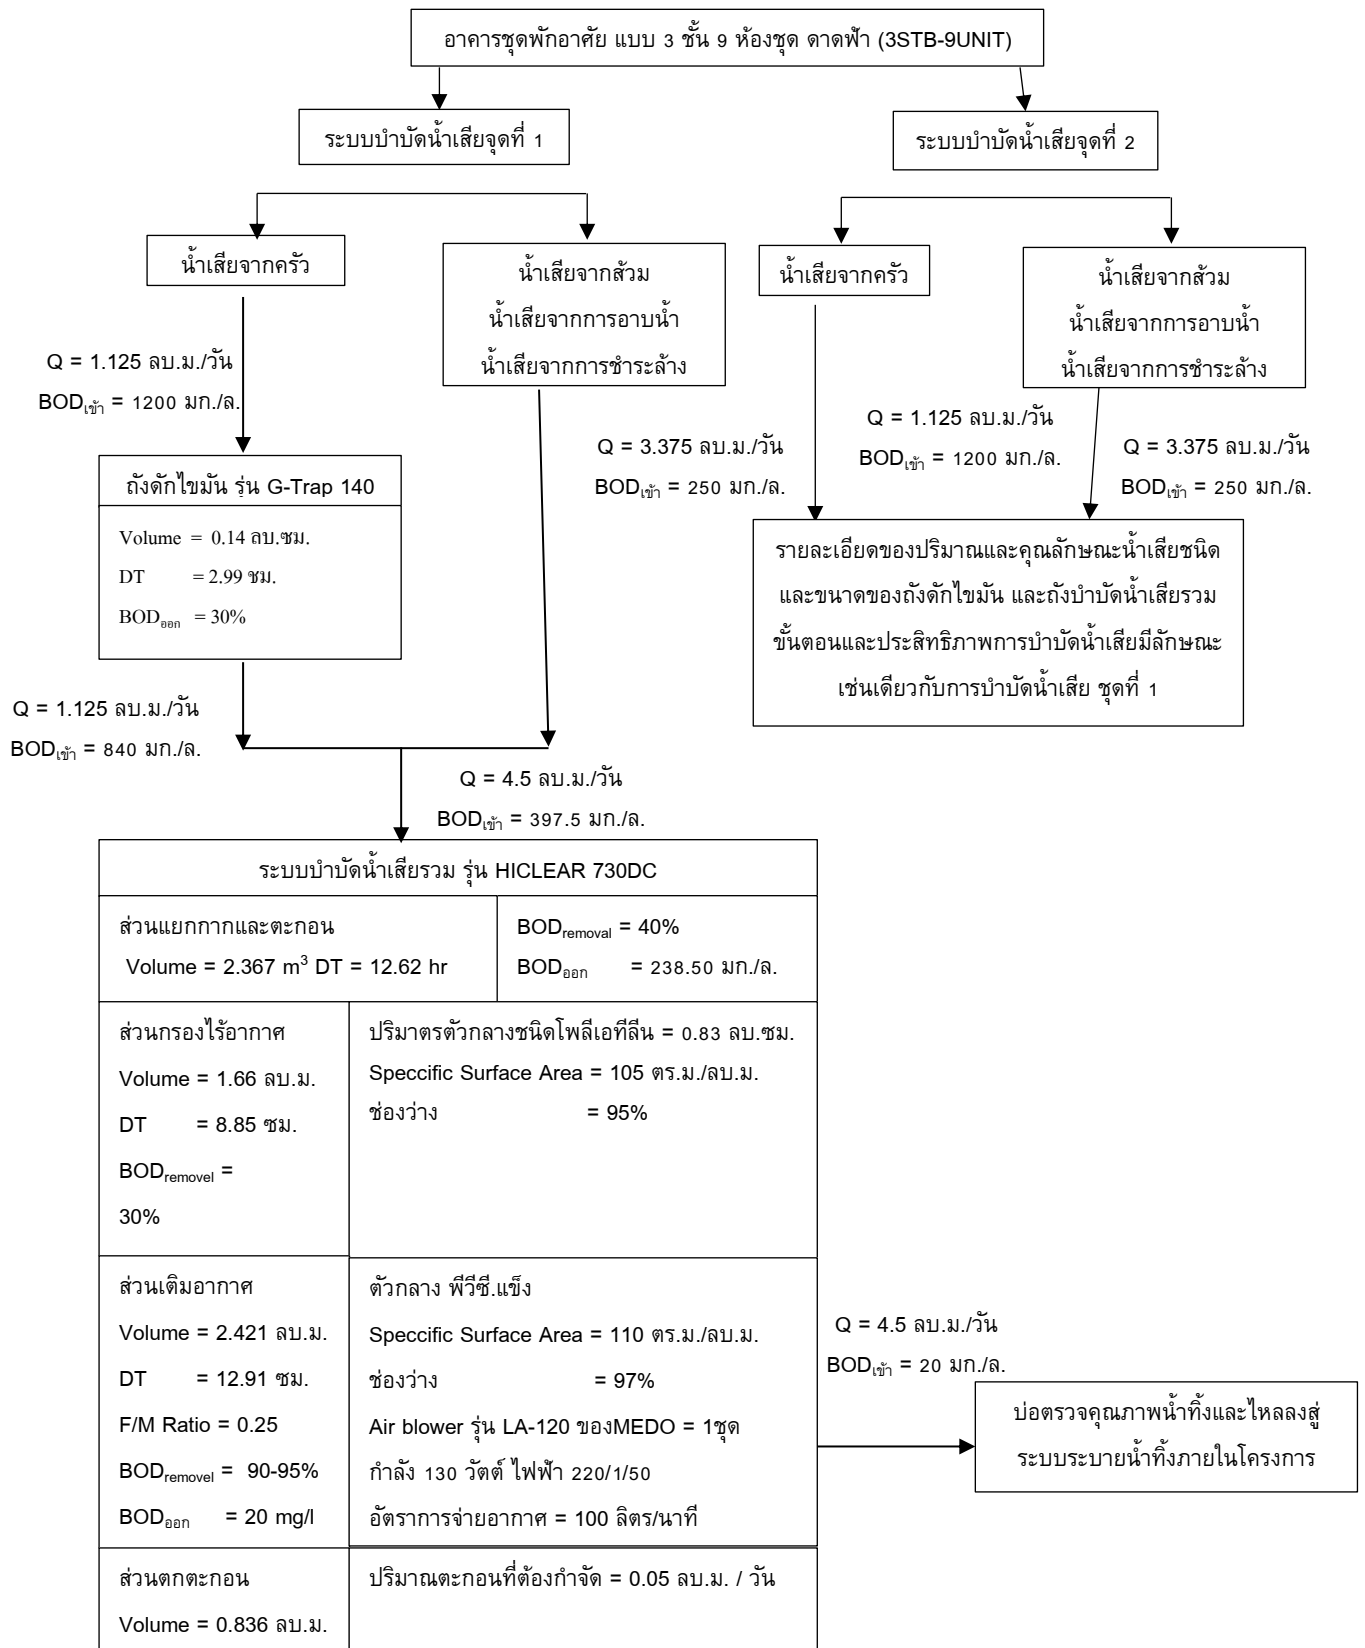 อาคารชุดพักอาศัย แบบ 3 ชั้น 9 ห้องชุด ดาดฟ้า (3STB-9UNIT)
ระบบบำบัดน้ำเสียจุดที่ 1
ระบบบำบัดน้ำเสียจุดที่ 2
น้ำเสียจากครัว
น้ำเสียจากส้วม
น้ำเสียจากการอาบน้ำ
น้ำเสียจากการชำระล้าง
น้ำเสียจากครัว
น้ำเสียจากส้วม
น้ำเสียจากการอาบน้ำ
น้ำเสียจากการชำระล้าง
Q = 1.125 ลบ.ม./วัน
BODเข้า = 1200 มก./ล.
Q = 3.375 ลบ.ม./วัน
BODเข้า = 250 มก./ล.
Q = 1.125 ลบ.ม./วัน
BODเข้า = 1200 มก./ล.
Q = 3.375 ลบ.ม./วัน
BODเข้า = 250 มก./ล.
ถังดักไขมัน รุ่น G-Trap 140
Volume = 0.14 ลบ.ซม.
DT = 2.99 ชม.
BODออก = 30%
รายละเอียดของปริมาณและคุณลักษณะน้ำเสียชนิด
และขนาดของถังดักไขมัน และถังบำบัดน้ำเสียรวม
ขั้นตอนและประสิทธิภาพการบำบัดน้ำเสียมีลักษณะ
เช่นเดียวกับการบำบัดน้ำเสีย ชุดที่ 1
Q = 1.125 ลบ.ม./วัน
BODเข้า = 840 มก./ล.
Q = 4.5 ลบ.ม./วัน
BODเข้า = 397.5 มก./ล.
ระบบบำบัดน้ำเสียรวม รุ่น HICLEAR 730DC
ส่วนแยกกากและตะกอน
Volume = 2.367 m³ DT = 12.62 hr
BODremoval = 40%
BODออก = 238.50 มก./ล.
ส่วนกรองไร้อากาศ
Volume = 1.66 ลบ.ม.
DT = 8.85 ซม.
BODremovel =
30%
ปริมาตรตัวกลางชนิดโพลีเอทีลีน = 0.83 ลบ.ซม.
Speccific Surface Area = 105 ตร.ม./ลบ.ม.
ช่องว่าง = 95%
ส่วนเติมอากาศ
Volume = 2.421 ลบ.ม.
DT = 12.91 ซม.
F/M Ratio = 0.25
BODremovel = 90-95%
BODออก = 20 mg/l
ตัวกลาง พีวีซี.แข็ง
Speccific Surface Area = 110 ตร.ม./ลบ.ม.
ช่องว่าง = 97%
Air blower รุ่น LA-120 ของMEDO = 1ชุด
กำลัง 130 วัตต์ ไฟฟ้า 220/1/50
อัตราการจ่ายอากาศ = 100 ลิตร/นาที
Q = 4.5 ลบ.ม./วัน
BODเข้า = 20 มก./ล.
บ่อตรวจคุณภาพน้ำทิ้งและไหลลงสู่
ระบบระบายน้ำทิ้งภายในโครงการ
ส่วนตกตะกอน
Volume = 0.836 ลบ.ม.
ปริมาณตะกอนที่ต้องกำจัด = 0.05 ลบ.ม. / วัน